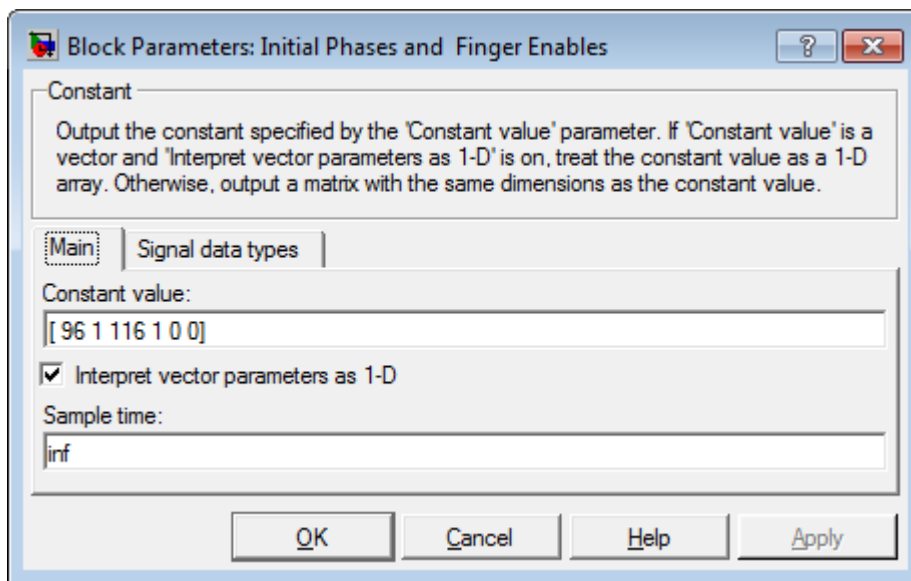 Block Parameters: Initial Phases and  Finger Enables
Constant
Output the constant specified by the 'Constant value' parameter. If 'Constant value' is a
vector and 'Interpret vector parameters as 1-D' is on, treat the constant value as a 1-D
array. Otherwise, output a matrix with the same dimensions as the constant value.
Main Signal data types
Constant value:
[ 96 1 116 1 0 0]
Interpret vector parameters as 1-D
Sample time:
inf
OK Cancel Help Apply